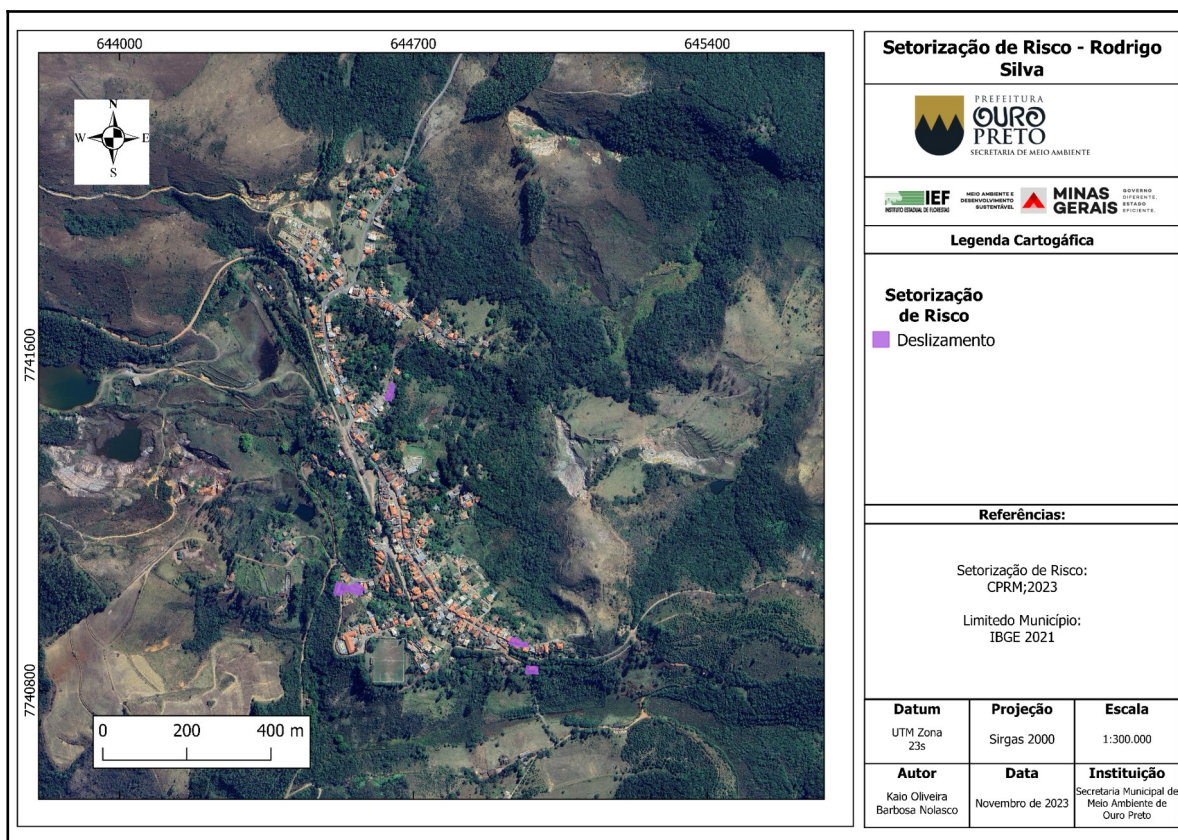 644000
644700
645400
7741600
7740800
N
W
E
S
0
200
400 m
Setorização de Risco - Rodrigo
Silva
PREFEITURA
OURO
PRETO
SECRETARIA DE MEIO AMBIENTE
IEF
INSTITUTO ESTADUAL DE FLORESTAS
MEIO AMBIENTE E
DESENVOLVIMENTO
SUSTENTÁVEL
MINAS
GERAIS
GOVERNO
DIFERENTE.
ESTADO
EFICIENTE.
Legenda Cartogáfica
Setorização
de Risco
Deslizamento
Referências:
Setorização de Risco:
CPRM;2023
Limitedo Município:
IBGE 2021
Datum
UTM Zona
23s
Projeção
Sirgas 2000
Escala
1:300.000
Autor
Kaio Oliveira
Barbosa Nolasco
Data
Novembro de 2023
Instituição
Secretaria Municipal de
Meio Ambiente de
Ouro Preto